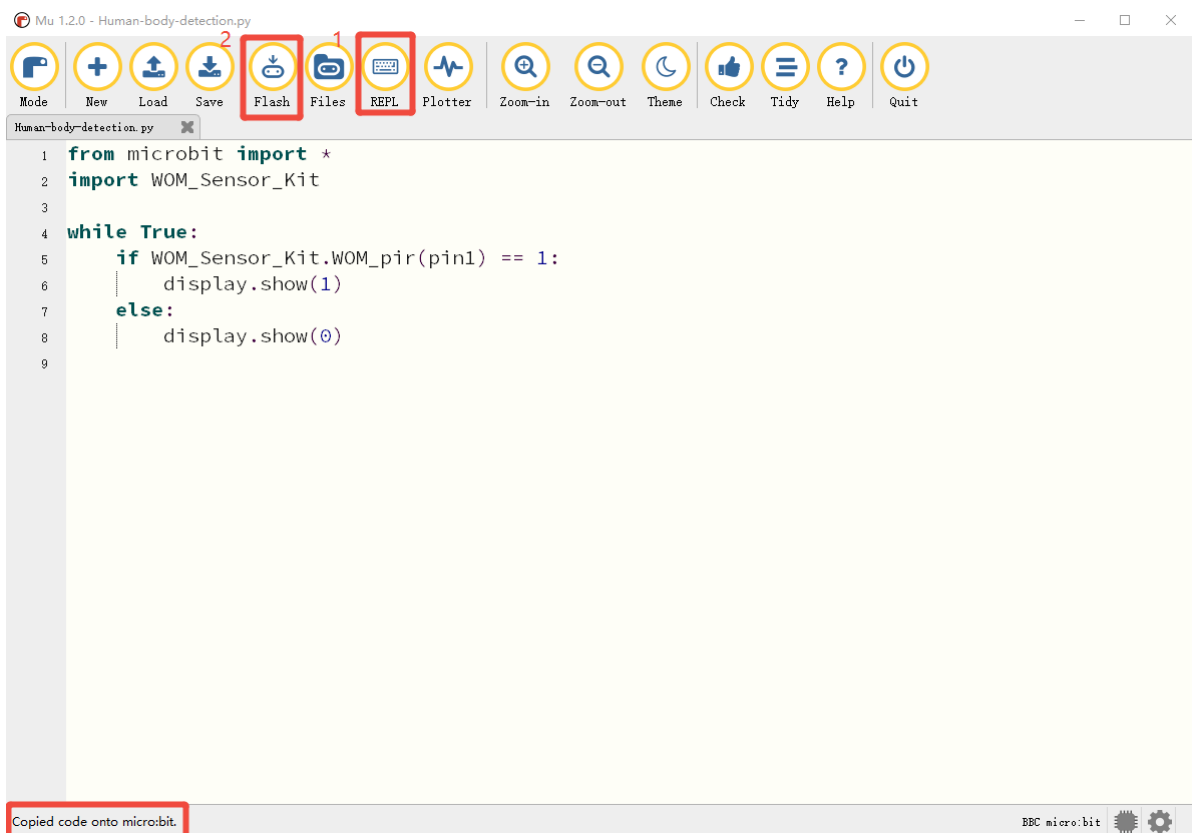 Mu 1.2.0 - Human-body-detection.py
2 1
Mode New Load Save Flash Files REPL Plotter Zoom-in Zoom-out Theme Check Tidy Help Quit
Human-body-detection.py
1 from microbit import *
2 import WOM_Sensor_Kit
3
4 while True:
5 if WOM_Sensor_Kit.WOM_pir(pin1) == 1:
6 display.show(1)
7 else:
8 display.show(0)
9
Copied code onto micro:bit. BBC micro:bit